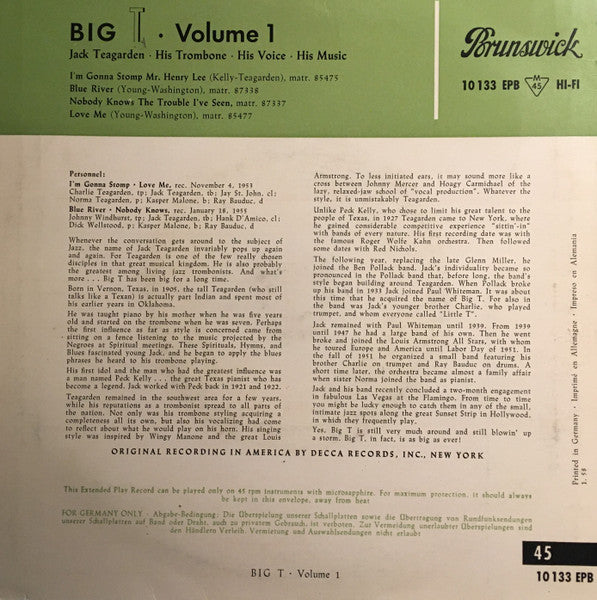 BIG T · Volume 1
Jack Teagarden · His Trombone · His Voice · His Music
I'm Gonna Stomp Mr. Henry Lee (Kelly-Teagarden), matr. 85475
Blue River (Young-Washington), matr. 87338
Nobody Knows The Trouble I've Seen, matr. 87337
Love Me (Young-Washington), matr. 85477
Brunswick
10 133 EPB M 45 HI-FI
Personnel:
I'm Gonna Stomp · Love Me, rec. November 4, 1953
Charlie Teagarden, tp; Jack Teagarden, tb; Jay St. John, cl;
Norma Teagarden, p; Kasper Malone, b; Ray Bauduc, d
Blue River · Nobody Knows, rec. January 18, 1955
Johnny Windhurst, tp; Jack Teagarden, tb; Hank D'Amico, cl;
Dick Wellstood, p; Kasper Malone, b; Ray Bauduc, d
Whenever the conversation gets around to the subject of
Jazz, the name of Jack Teagarden invariably pops up again
and again. For Teagarden is one of the few really chosen
disciples in that great musical kingdom. He is also probably
the greatest among living jazz trombonists. And what's
more . . . Big T has been big for a long time.
Born in Vernon, Texas, in 1905, the tall Teagarden (who still
talks like a Texan) is actually part Indian and spent most of
his earlier years in Oklahoma.
He was taught piano by his mother when he was five years
old and started on the trombone when he was seven. Perhaps
the first influence as far as style is concerned came from
sitting on a fence listening to the music projected by the
Negroes at Spiritual meetings. These Spirituals, Hymns, and
Blues fascinated young Jack, and he began to apply the blues
phrases he heard to his trombone playing.
His first idol and the man who had the greatest influence was
a man named Peck Kelly . . . the great Texas pianist who has
become a legend. Jack worked with Peck back in 1921 and 1922.
Teagarden remained in the southwest area for a few years,
while his reputations as a trombonist spread to all parts of
the nation. Not only was his trombone styling acquiring a
completeness all its own, but also his vocalizing had come
to reflect about what he would play on his horn. His singing
style was inspired by Wingy Manone and the great Louis
Armstrong. To less initiated ears, it may sound more like a
cross between Johnny Mercer and Hoagy Carmichael of the
lazy, relaxed-jaw school of "vocal production". Whatever the
style, it is unmistakably Teagarden.
Unlike Peck Kelly, who chose to limit his great talent to the
people of Texas, in 1927 Teagarden came to New York, where
he gained considerable competitive experience "sittin'-in"
with bands of every nature. His first recording date was with
the famous Roger Wolfe Kahn Orchestra. Then followed
some dates with Red Nichols.
The following year, replacing the late Glenn Miller, he
joined the Ben Pollack band. Jack's individuality became so
pronounced in the Pollack band that, before long, the band's
style began building around Teagarden. When Pollack broke
up his band in 1933 Jack joined Paul Whiteman. It was about
this time that he acquired the name of Big T. For also in
the band was Jack's younger brother Charlie, who played
trumpet, and whom everyone called "Little T".
Jack remained with Paul Whiteman until 1939. From 1939
until 1947 he has had a big band of his own. Then he went
broke and joined the Louis Armstrong All Stars, with whom
he toured Europe and America until Labor Day of 1951. In
the fall of 1951 he organized a small band featuring his
brother Charlie on trumpet and Ray Bauduc on drums. A
short time later, the orchestra became almost a family affair
when sister Norma joined the band as pianist.
Jack and his band recently concluded a two-month engagement
in fabulous Las Vegas at the Flamingo. From time to time
you might be lucky enough to catch them in any of the small,
intimate jazz spots along the great Sunset Strip in Hollywood,
in which they frequently play.
Yes, Big T is still very much around and still blowin' up
a storm. Big T, in fact, is as big as ever!
ORIGINAL RECORDING IN AMERICA BY DECCA RECORDS, INC., NEW YORK
Printed in Germany · Imprimé en Allemagne · Impreso en Alemania
1. 58
This Extended Play Record can be played only on 45 rpm instruments with microsapphire. For maximum protection, it should always
be kept in this envelope, away from heat
FOR GERMANY ONLY · Abgabe-Bedingung: Die Überspielung unserer Schallplatten sowie die Übertragung von Rundfunksendungen
unserer Schallplatten auf Band oder Draht, auch zu privatem Gebrauch, ist verboten. Zur Vermeidung unerlaubter Überspielungen sind
den Händlern Verleih, Vermietung und Auswahlsendungen nicht erlaubt
BIG T · Volume 1
45
10 133 EPB